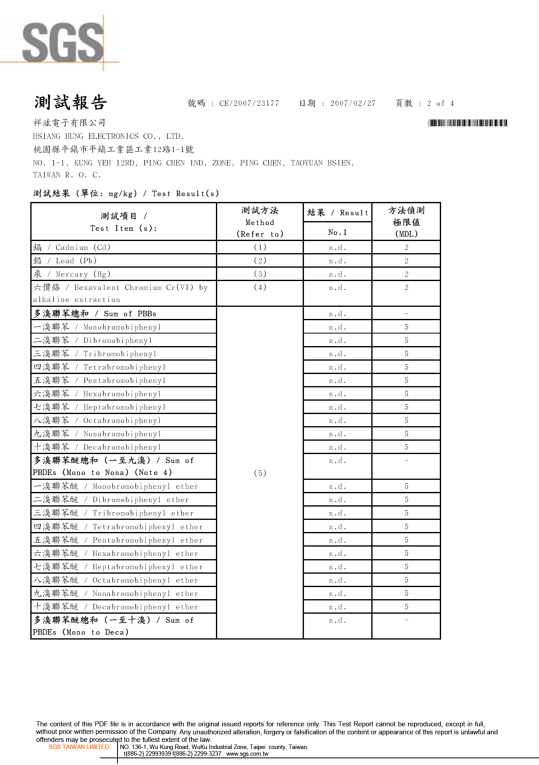 SGS
測試報告 號碼 : CE/2007/23177 日期 : 2007/02/27 頁數 : 2 of 4
祥泓電子有限公司
HSIANG HUNG ELECTRONICS CO., LTD.
桃園縣平鎮市平鎮工業區工業12路1-1號
NO. 1-1, KUNG YEH 12RD, PING CHEN IND. ZONE, PING CHEN, TAOYUAN HSIEN,
TAIWAN R. O. C.
測試結果 (單位: mg/kg) / Test Result(s)
測試項目 / Test Item (s): 測試方法 Method (Refer to) 結果 / Result No.1 方法偵測極限值 (MDL)
鎘 / Cadmium (Cd) (1) n.d. 2
鉛 / Lead (Pb) (2) n.d. 2
汞 / Mercury (Hg) (3) n.d. 2
六價鉻 / Hexavalent Chromium Cr(VI) by (4) n.d. 2
alkaline extraction
多溴聯苯總和 / Sum of PBBs n.d. -
一溴聯苯 / Monobromobiphenyl n.d. 5
二溴聯苯 / Dibromobiphenyl n.d. 5
三溴聯苯 / Tribromobiphenyl n.d. 5
四溴聯苯 / Tetrabromobiphenyl n.d. 5
五溴聯苯 / Pentabromobiphenyl n.d. 5
六溴聯苯 / Hexabromobiphenyl n.d. 5
七溴聯苯 / Heptabromobiphenyl n.d. 5
八溴聯苯 / Octabromobiphenyl n.d. 5
九溴聯苯 / Nonabromobiphenyl n.d. 5
十溴聯苯 / Decabromobiphenyl n.d. 5
多溴聯苯醚總和 (一至九溴) / Sum of n.d. -
PBDEs (Mono to Nona) (Note 4) (5)
一溴聯苯醚 / Monobromobiphenyl ether n.d. 5
二溴聯苯醚 / Dibromobiphenyl ether n.d. 5
三溴聯苯醚 / Tribromobiphenyl ether n.d. 5
四溴聯苯醚 / Tetrabromobiphenyl ether n.d. 5
五溴聯苯醚 / Pentabromobiphenyl ether n.d. 5
六溴聯苯醚 / Hexabromobiphenyl ether n.d. 5
七溴聯苯醚 / Heptabromobiphenyl ether n.d. 5
八溴聯苯醚 / Octabromobiphenyl ether n.d. 5
九溴聯苯醚 / Nonabromobiphenyl ether n.d. 5
十溴聯苯醚 / Decabromobiphenyl ether n.d. 5
多溴聯苯醚總和 (一至十溴) / Sum of n.d. -
PBDEs (Mono to Deca)
The content of this PDF file is in accordance with the original issued reports for reference only. This Test Report cannot be reproduced, except in full,
without prior written permission of the Company. Any unauthorized alteration, forgery or falsification of the content or appearance of this report is unlawful and
offenders may be prosecuted to the fullest extent of the law.
SGS TAIWAN LIMITED NO. 136-1, Wu Kung Road, WuKu Industrial Zone, Taipei county, Taiwan.
t(886-2) 22993939 f(886-2) 2299-3237 www.sgs.com.tw